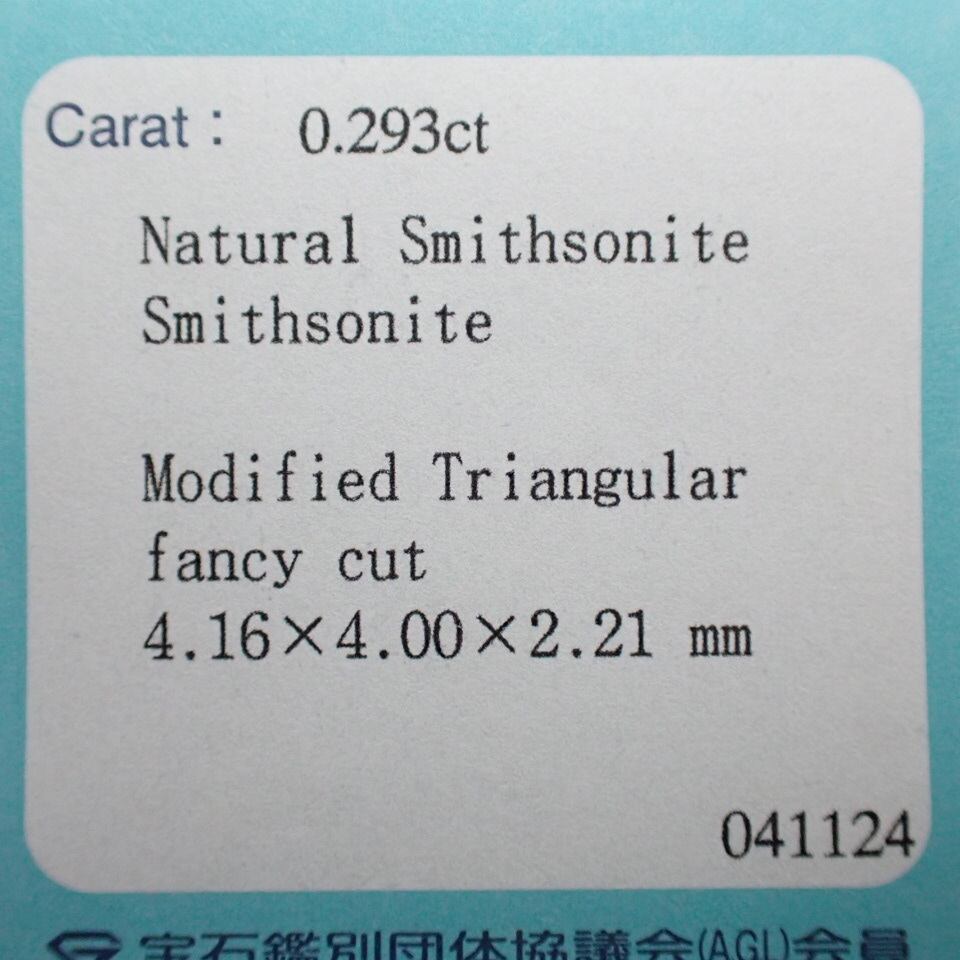 Carat : 0.293ct
Natural Smithsonite
Smithsonite
Modified Triangular
fancy cut
4.16×4.00×2.21 mm
041124
宝石鑑別団体協議会(AGL)会員